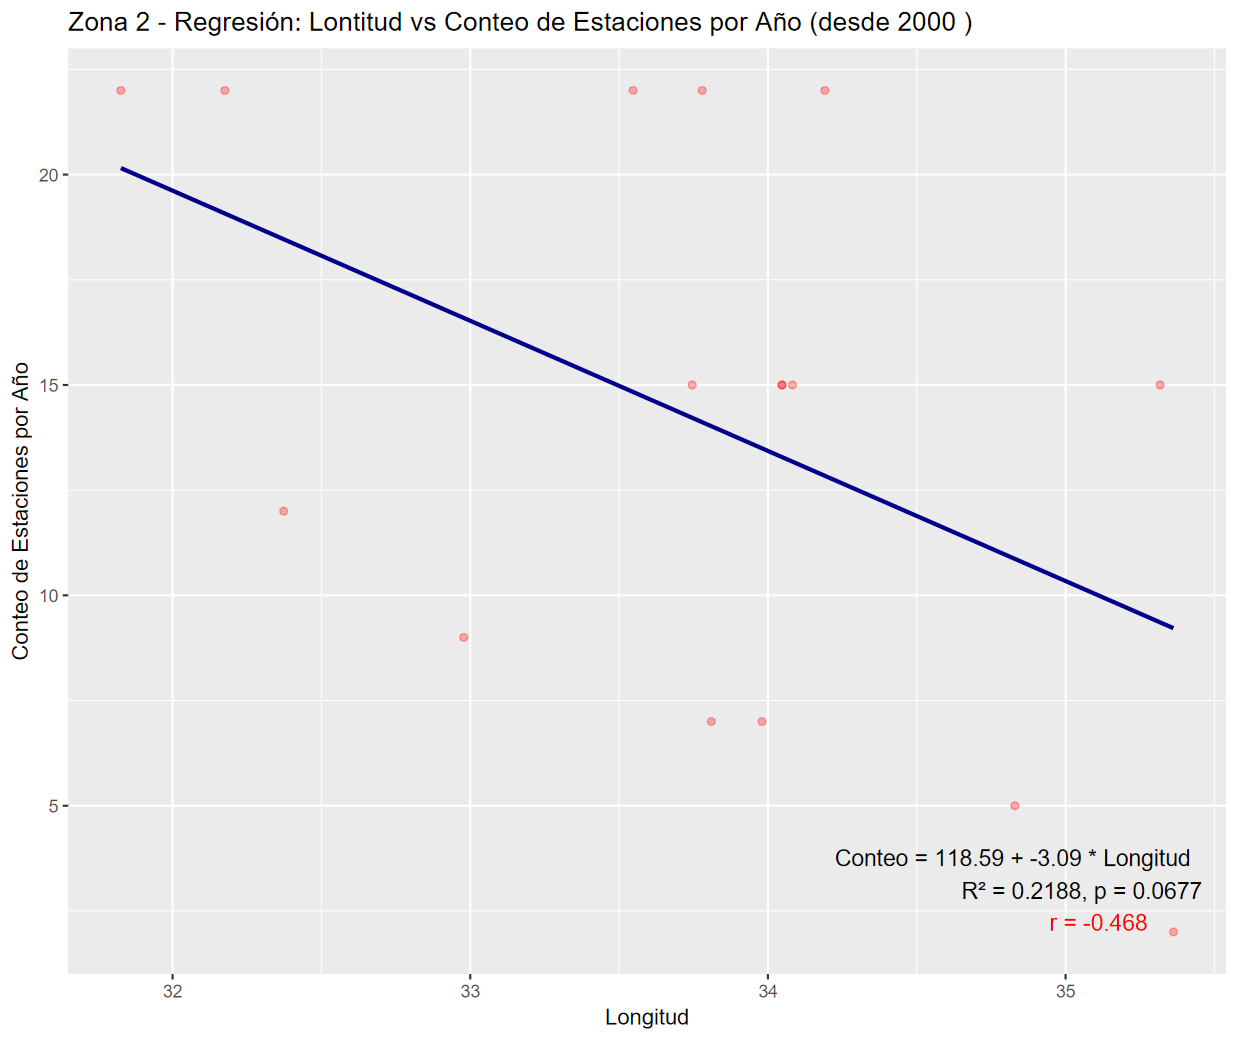 Zona 2 - Regresión: Lontitud vs Conteo de Estaciones por Año (desde 2000 )
Conteo de Estaciones por Año
20
15
10
5
Conteo = 118.59 + -3.09 * Longitud
R² = 0.2188, p = 0.0677
r = -0.468
32
33
34
35
Longitud